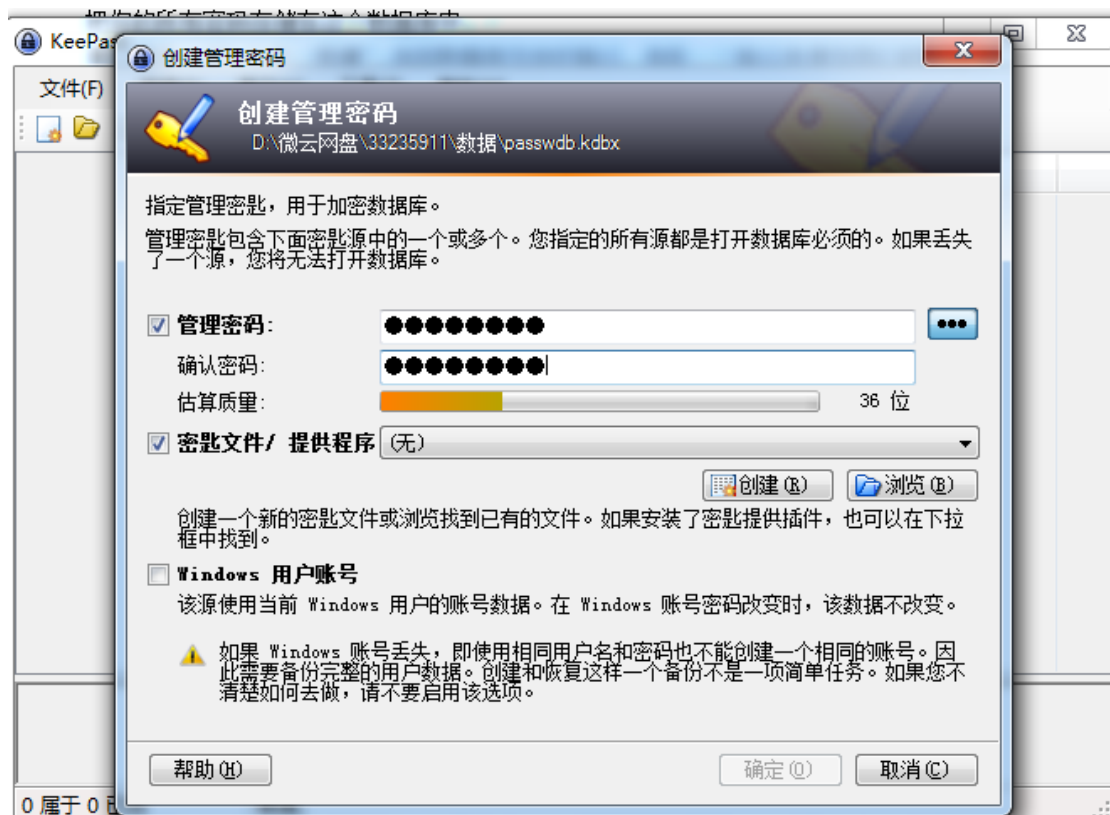 KeePas
创建管理密码
文件(F)
创建管理密码
D:\微云网盘\33235911\数据\passwdb.kdbx
指定管理密匙，用于加密数据库。
管理密匙包含下面密匙源中的一个或多个。您指定的所有源都是打开数据库必须的。如果丢失
了一个源，您将无法打开数据库。
管理密码:
确认密码:
估算质量:
36 位
密匙文件/ 提供程序
(无)
创建(R)
浏览(B)
创建一个新的密匙文件或浏览找到已有的文件。如果安装了密匙提供插件，也可以在下拉
框中找到。
Windows 用户账号
该源使用当前 Windows 用户的账号数据。在 Windows 账号密码改变时，该数据不改变。
如果 Windows 账号丢失，即使用相同用户名和密码也不能创建一个相同的账号。因
此需要备份完整的用户数据。创建和恢复这样一个备份不是一项简单任务。如果您不
清楚如何去做，请不要启用该选项。
帮助(H)
确定(O)
取消(C)
0 属于 0 已